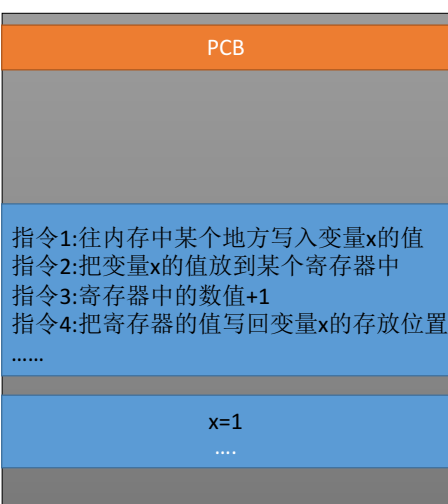 PCB
指令1:往内存中某个地方写入变量x的值
指令2:把变量x的值放到某个寄存器中
指令3:寄存器中的数值+1
指令4:把寄存器的值写回变量x的存放位置
......
x=1
....